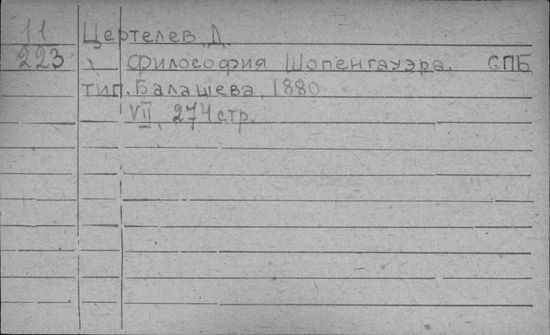 11 Цертелев Д.
223 Философия Шопенгауэра. СПБ
тип. Балашева, 1880
VII, 274 стр.